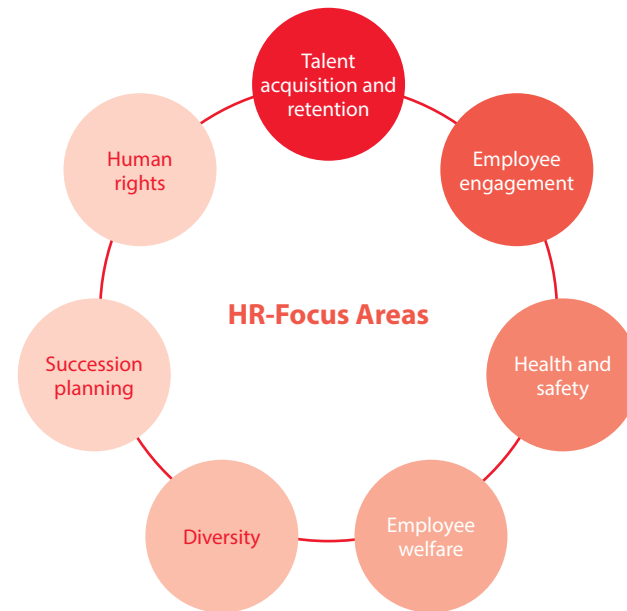 Talent
acquisition and
retention
Employee
engagement
Health and
safety
Employee
welfare
Diversity
Succession
planning
Human
rights
HR-Focus Areas